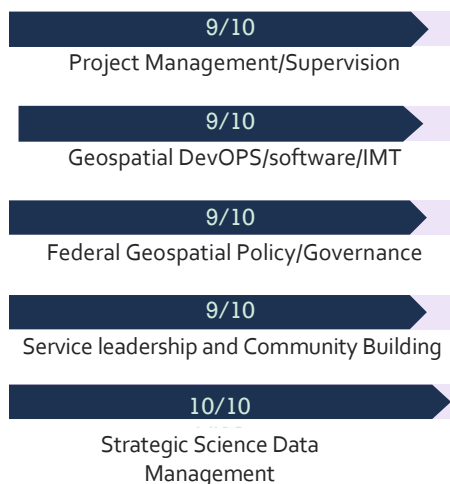 9/10
Project Management/Supervision
9/10
Geospatial DevOPS/software/IMT
9/10
Federal Geospatial Policy/Governance
9/10
Service leadership and Community Building
10/10
Strategic Science Data
Management